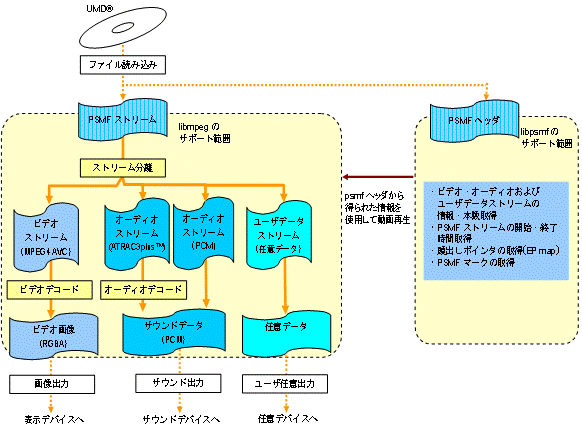 UMD®
ファイル読み込み
PSMF ストリーム
PSMF ヘッダ
libmpeg の
サポート範囲
libpsmf の
サポート範囲
ストリーム分離
psmf ヘッダから
得られた情報を
使用して動画再生
・ビデオ・オーディオおよび
ユーザデータストリームの
情報・本数取得
・PSMF ストリームの開始・終了
時間取得
・頭出しポインタの取得(EP map)
・PSMF マークの取得
ビデオ
ストリーム
(MPEG4 AVC)
オーディオ
ストリーム
(ATRAC3plus™)
オーディオ
ストリーム
(PCM)
ユーザデータ
ストリーム
(任意データ)
ビデオデコード
オーディオデコード
ビデオ画像
(RGBA)
サウンドデータ
(PCM)
任意データ
画像出力
サウンド出力
ユーザ任意出力
表示デバイスへ
サウンドデバイスへ
任意デバイスへ